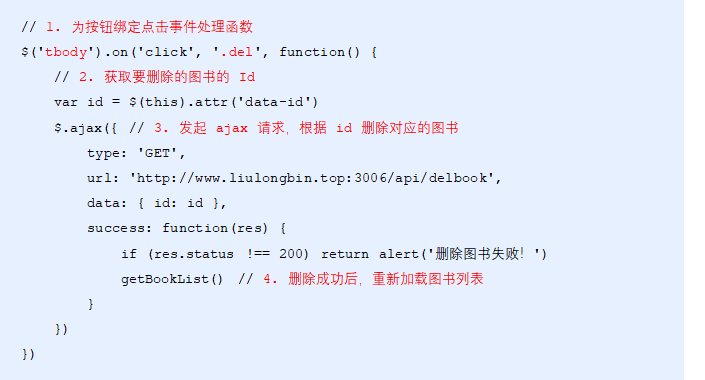 // 1. 为按钮绑定点击事件处理函数
$('tbody').on('click', '.del', function() {
    // 2. 获取要删除的图书的 Id
    var id = $(this).attr('data-id')
    $.ajax({ // 3. 发起 ajax 请求，根据 id 删除对应的图书
        type: 'GET',
        url: 'http://www.liulongbin.top:3006/api/delbook',
        data: { id: id },
        success: function(res) {
            if (res.status !== 200) return alert('删除图书失败！')
            getBookList() // 4. 删除成功后，重新加载图书列表
        }
    })
})